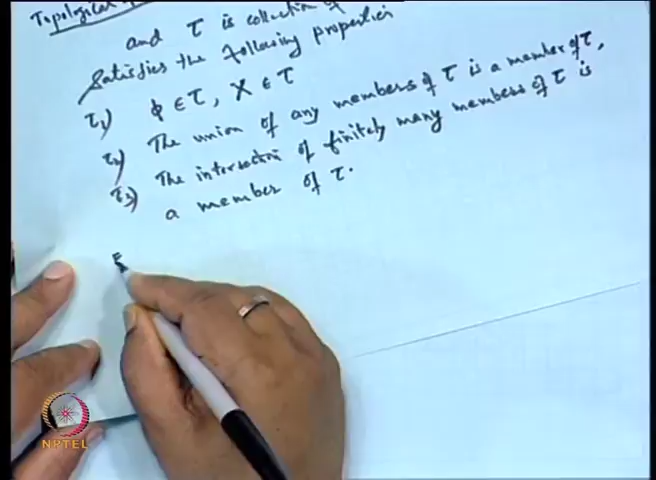 Topological
and τ is collection of
satisfies the following properties
τ1) φ ∈ τ, X ∈ τ
τ2) The union of any members of τ is a member of τ.
τ3) The intersection of finitely many members of τ is
a member of τ.
E
NPTEL